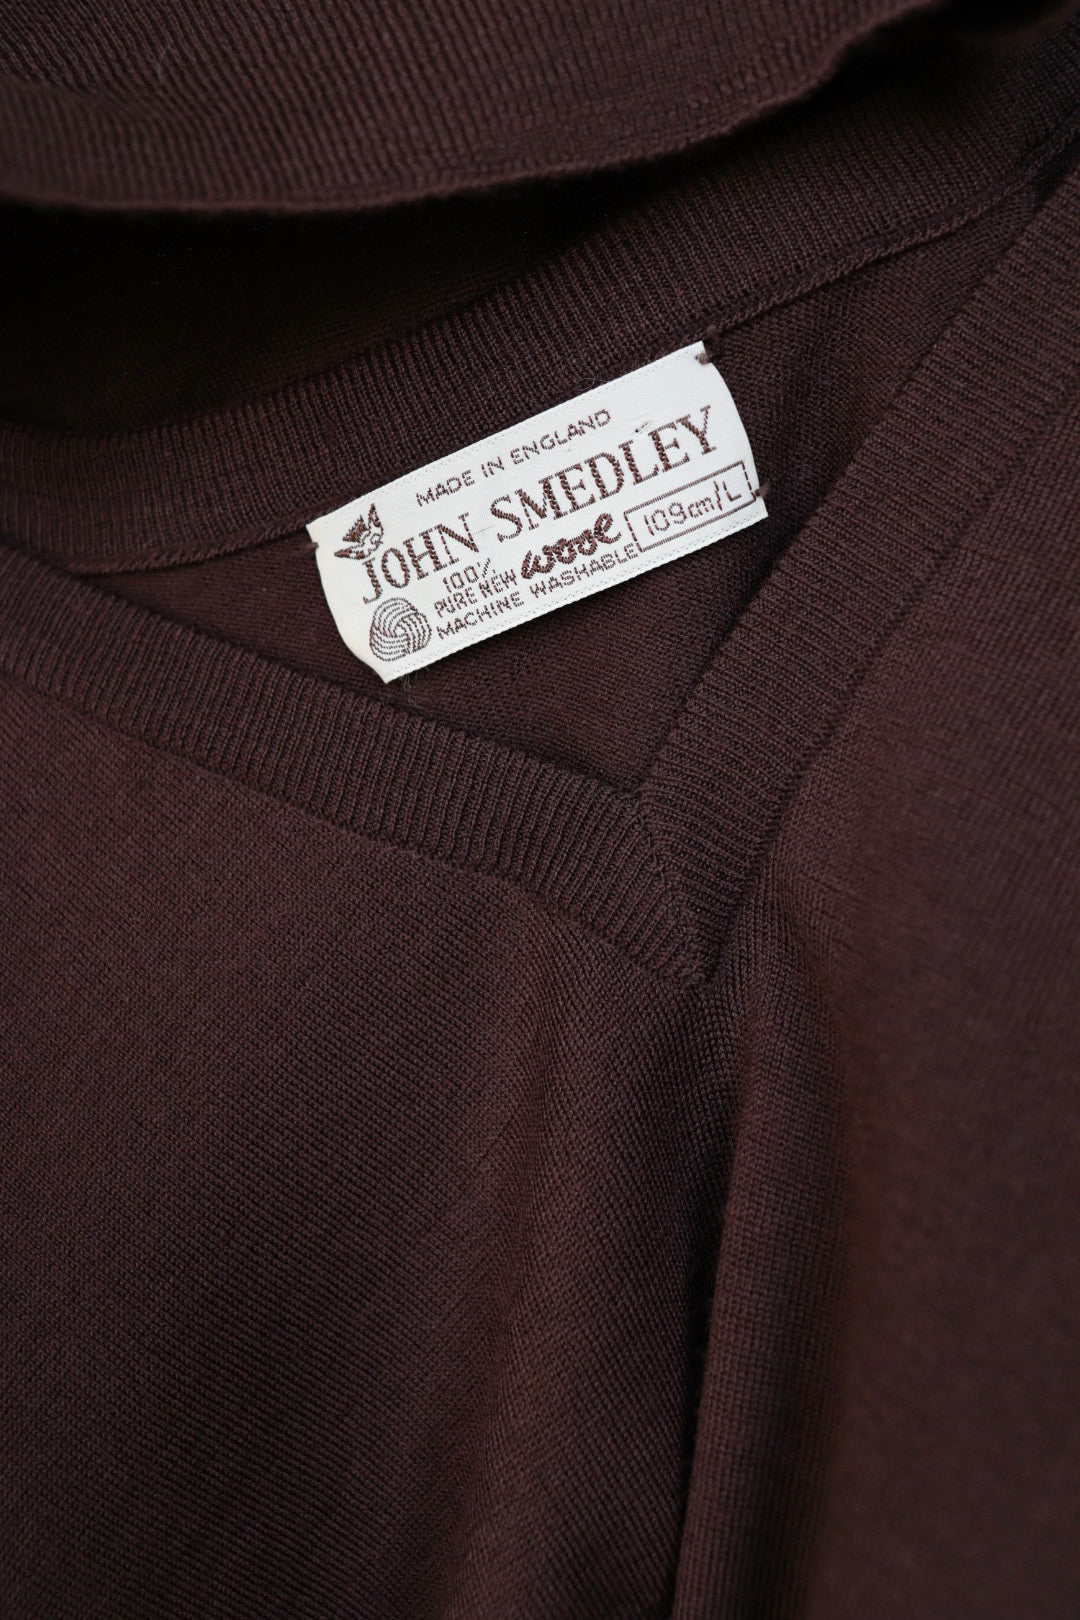 MADE IN ENGLAND
JOHN SMEDLEY
100%
PURE NEW wool
MACHINE WASHABLE
109cm/L